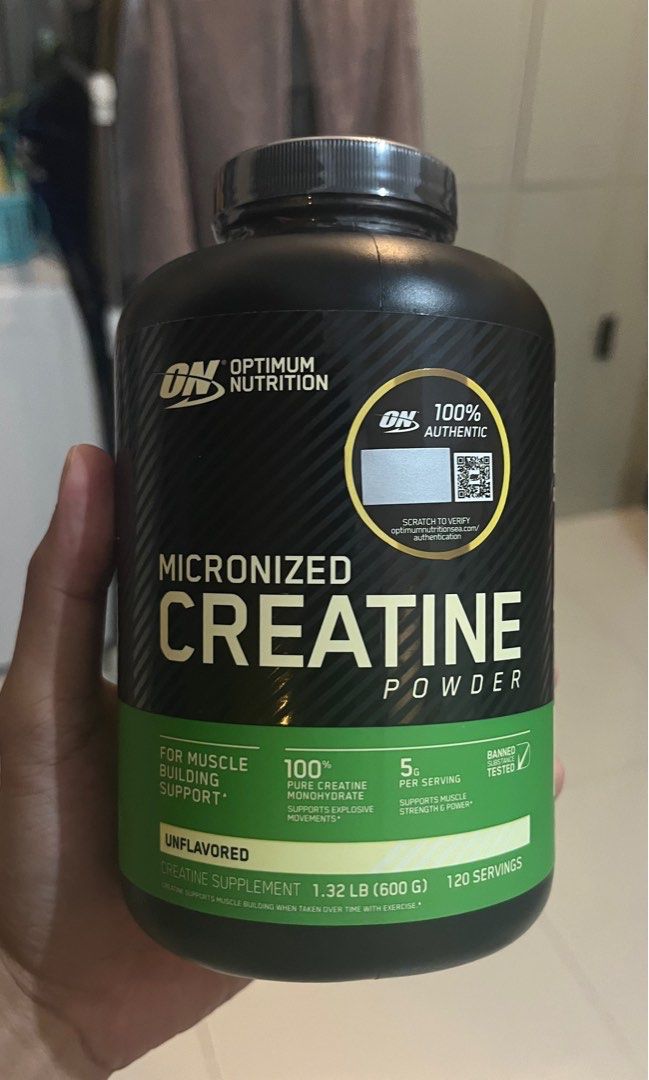 ON® OPTIMUM
NUTRITION
ON 100%
AUTHENTIC
SCRATCH TO VERIFY
optimumnutritionsea.com/
authentication
MICRONIZED
CREATINE
POWDER
FOR MUSCLE
BUILDING
SUPPORT*
100%
PURE CREATINE
MONOHYDRATE
SUPPORTS EXPLOSIVE
MOVEMENTS*
5G
PER SERVING
SUPPORTS MUSCLE
STRENGTH & POWER*
BANNED
SUBSTANCE
TESTED
UNFLAVORED
CREATINE SUPPLEMENT 1.32 LB (600 G) 120 SERVINGS
CREATINE SUPPORTS MUSCLE BUILDING WHEN TAKEN OVER TIME WITH EXERCISE.*